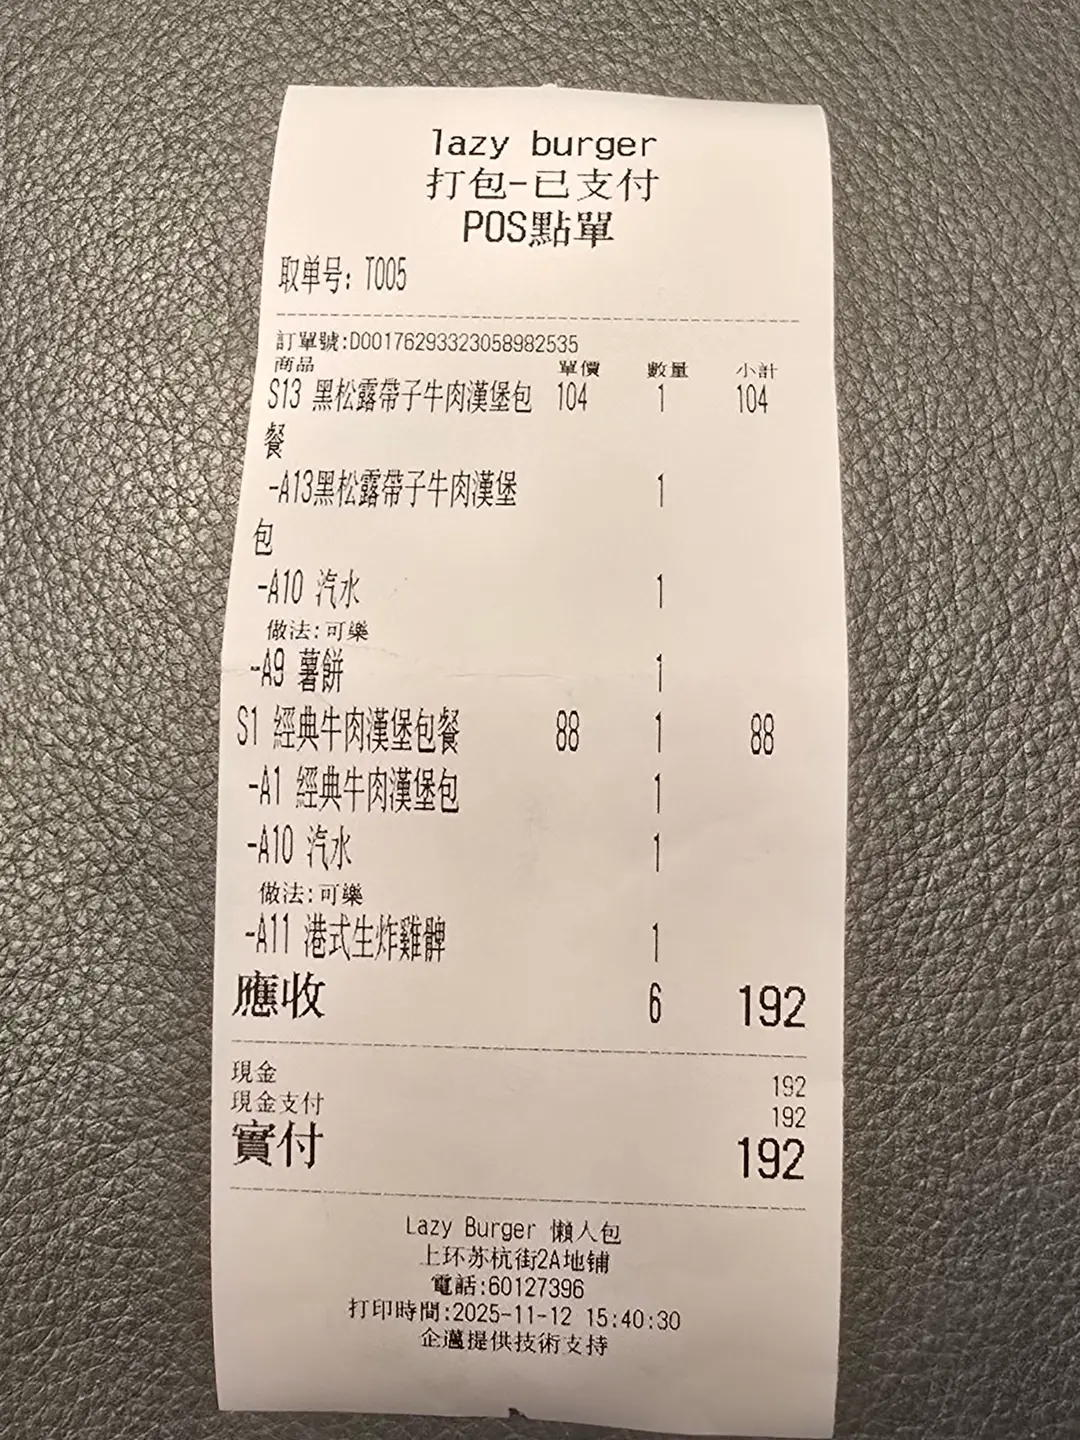 lazy burger
打包-已支付
POS點單
取单号: T005
訂單號:D00176293323058982535
商品 單價 數量 小計
S13 黑松露帶子牛肉漢堡包 104 1 104
餐
-A13黑松露帶子牛肉漢堡 1
包
-A10 汽水 1
做法:可樂
-A9 薯餅 1
S1 經典牛肉漢堡包餐 88 1 88
-A1 經典牛肉漢堡包 1
-A10 汽水 1
做法:可樂
-A11 港式生炸雞髀 1
應收 6 192
現金 192
現金支付 192
實付 192
Lazy Burger 懶人包
上环苏杭街2A地铺
電話:60127396
打印時間:2025-11-12 15:40:30
企邁提供技術支持